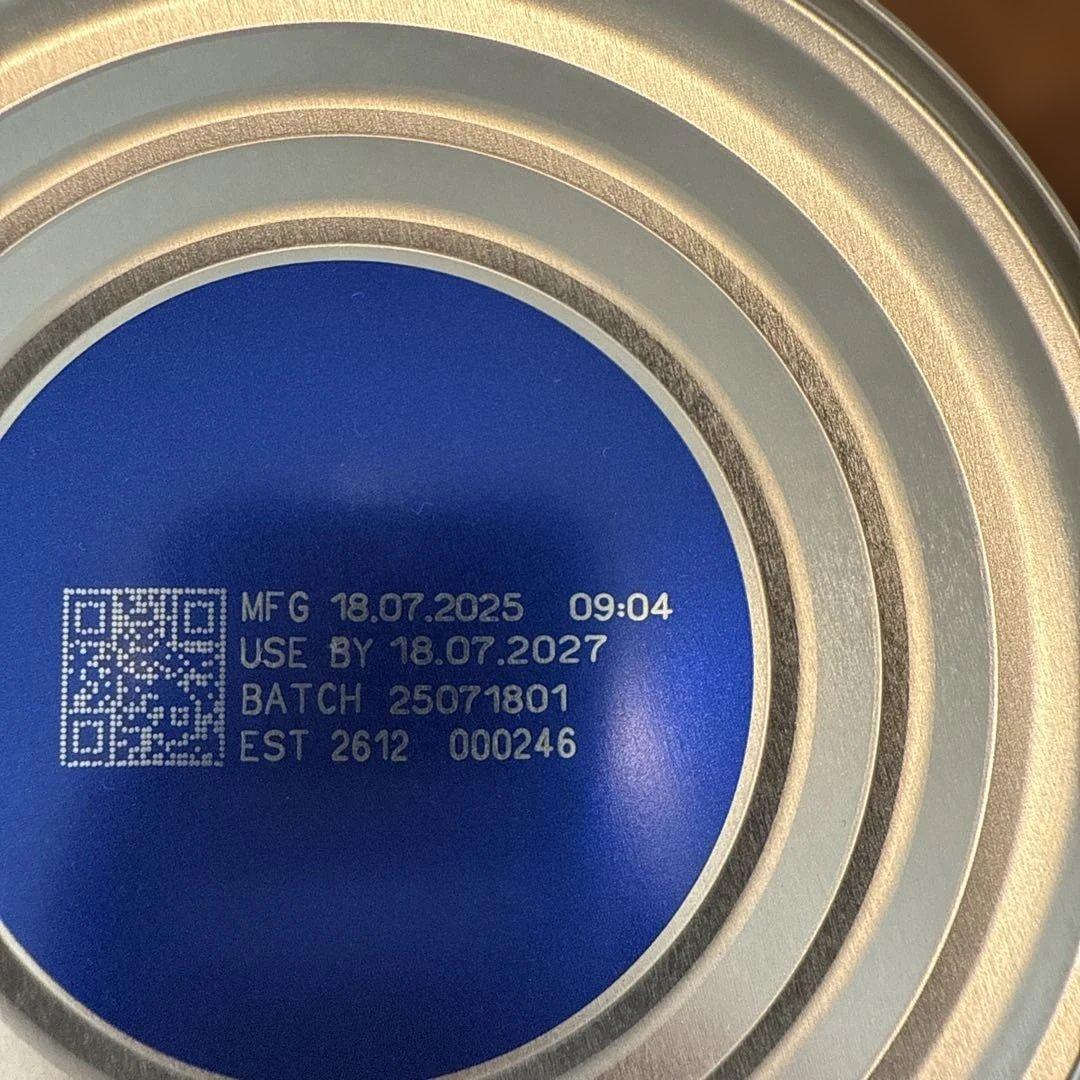 MFG 18.07.2025 09:04
USE BY 18.07.2027
BATCH 25071801
EST 2612 000246